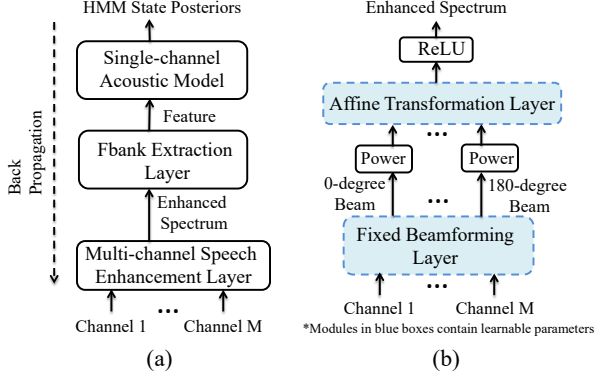 HMM State Posteriors
Single-channel
Acoustic Model
Feature
Fbank Extraction
Layer
Enhanced
Spectrum
Multi-channel Speech
Enhancement Layer
...
Channel 1
Channel M
Back
Propagation
(a)
Enhanced Spectrum
ReLU
Affine Transformation Layer
...
Power
Power
0-degree
Beam
...
180-degree
Beam
Fixed Beamforming
Layer
...
Channel 1
Channel M
*Modules in blue boxes contain learnable parameters
(b)